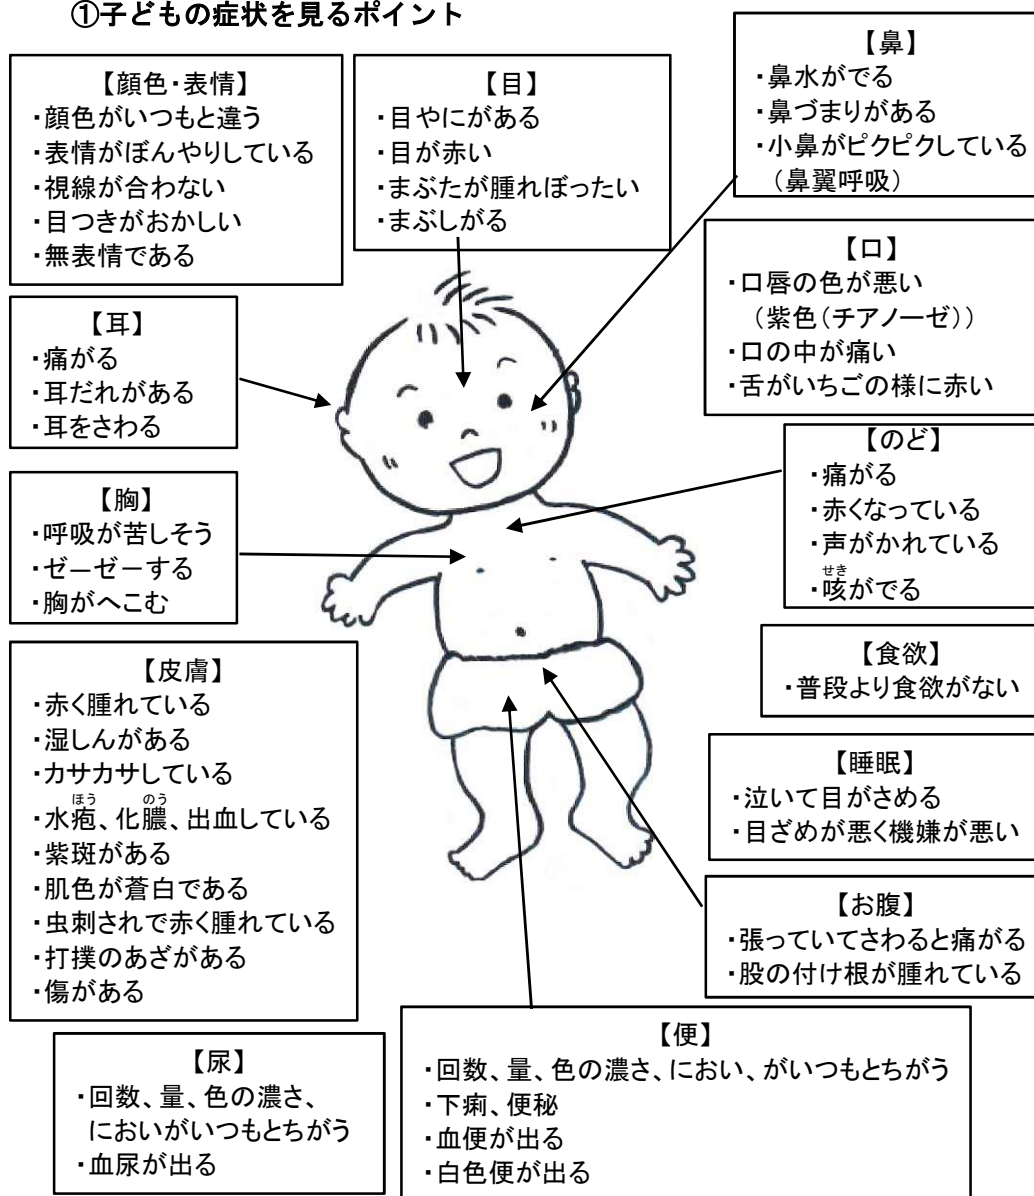 ①子どもの症状を見るポイント
【顔色・表情】
・顔色がいつもと違う
・表情がぼんやりしている
・視線が合わない
・目つきがおかしい
・無表情である
【目】
・目やにがある
・目が赤い
・まぶたが腫れぼったい
・まぶしがる
【鼻】
・鼻水がでる
・鼻づまりがある
・小鼻がピクピクしている
（鼻翼呼吸）
【耳】
・痛がる
・耳だれがある
・耳をさわる
【口】
・口唇の色が悪い
（紫色（チアノーゼ））
・口の中が痛い
・舌がいちごの様に赤い
【胸】
・呼吸が苦しそう
・ゼーゼーする
・胸がへこむ
【のど】
・痛がる
・赤くなっている
・声がかれている
せき
・咳がでる
【皮膚】
・赤く腫れている
・湿しんがある
・カサカサしている
ほう のう
・水疱、化膿、出血している
・紫斑がある
・肌色が蒼白である
・虫刺されで赤く腫れている
・打撲のあざがある
・傷がある
【食欲】
・普段より食欲がない
【睡眠】
・泣いて目がさめる
・目ざめが悪く機嫌が悪い
【お腹】
・張っていてさわると痛がる
・股の付け根が腫れている
【尿】
・回数、量、色の濃さ、
においがいつもとちがう
・血尿が出る
【便】
・回数、量、色の濃さ、におい、がいつもとちがう
・下痢、便秘
・血便が出る
・白色便が出る